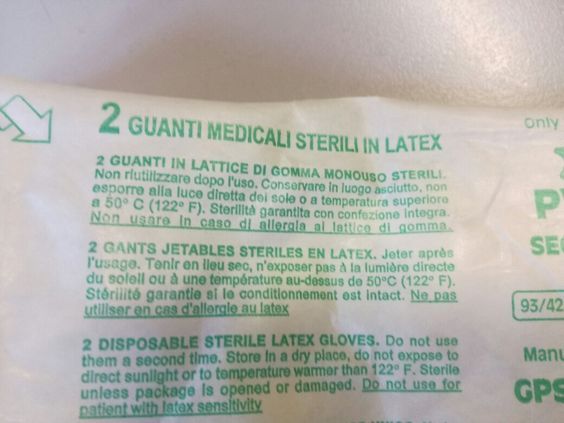 2 GUANTI MEDICALI STERILI IN LATEX
2 GUANTI IN LATTICE DI GOMMA MONOUSO STERILI.
Non riutilizzare dopo l'uso. Conservare in luogo asciutto, non
esporre alla luce diretta del sole o a temperatura superiore
a 50° C (122° F). Sterilità garantita con confezione integra.
Non usare in caso di allergia al lattice di gomma.
2 GANTS JETABLES STERILES EN LATEX. Jeter après
l'usage. Tenir en lieu sec, n'exposer pas à la lumière directe
du soleil ou à une température au-dessus de 50°C (122° F).
Stérilité garantie si le conditionnement est intact. Ne pas
utiliser en cas d'allergie au latex
2 DISPOSABLE STERILE LATEX GLOVES. Do not use
them a second time. Store in a dry place, do not expose to
direct sunlight or to temperature warmer than 122° F. Sterile
unless package is opened or damaged. Do not use for
patient with latex sensitivity
Only
P
SE
93/42
Manu
GPS